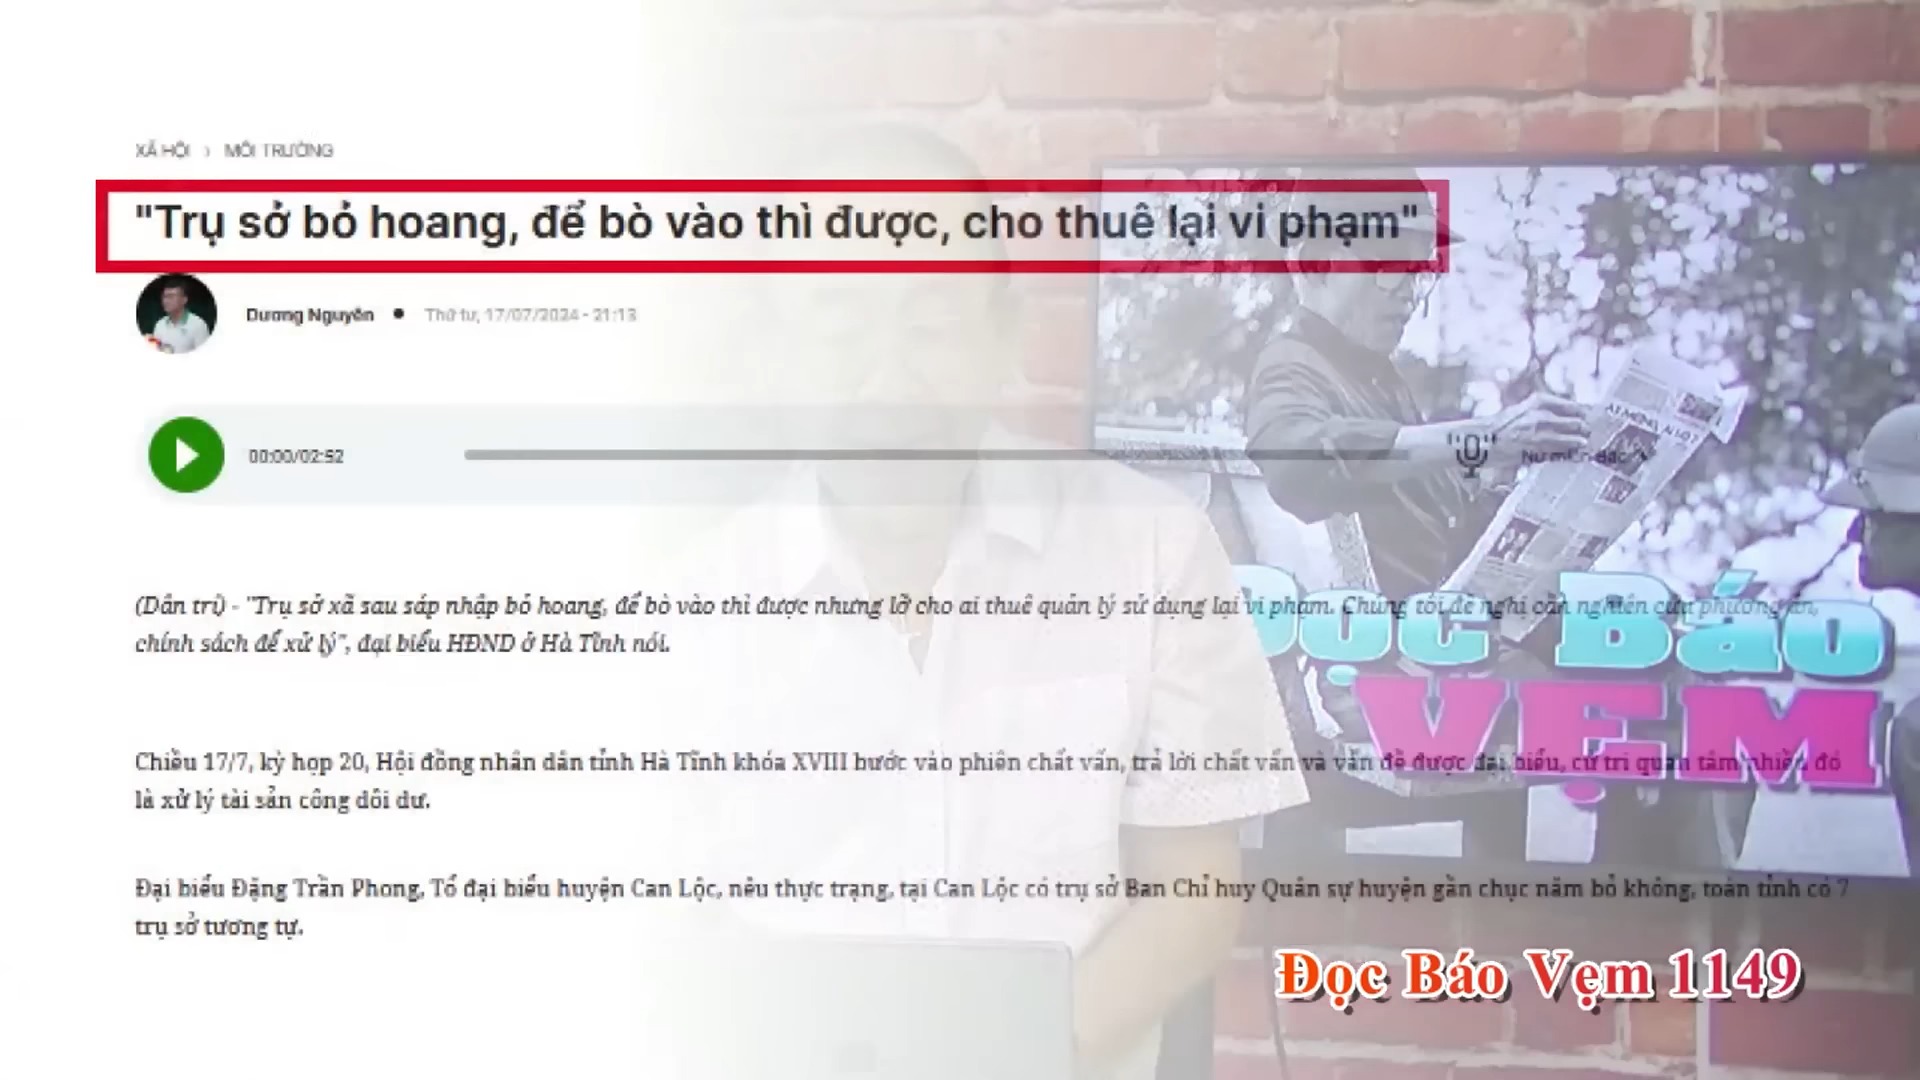 XÃ HỘI › MÔI TRƯỜNG
"Trụ sở bỏ hoang, để bò vào thì được, cho thuê lại vi phạm"
Dương Nguyên • Thứ tư, 17/07/2024 - 21:13
00:00/02:52
Nữ miền Bắc
(Dân trí) - "Trụ sở xã sau sáp nhập bỏ hoang, để bò vào thì được nhưng lỡ cho ai thuê quản lý sử dụng lại vi phạm. Chúng tôi đề nghị cần nghiên cứu phương án,
chính sách để xử lý", đại biểu HĐND ở Hà Tĩnh nói.
Đọc Báo
VẸM
Chiều 17/7, kỳ họp 20, Hội đồng nhân dân tỉnh Hà Tĩnh khóa XVIII bước vào phiên chất vấn, trả lời chất vấn và vấn đề được đại biểu, cử tri quan tâm nhiều đó
là xử lý tài sản công dôi dư.
Đại biểu Đặng Trần Phong, Tổ đại biểu huyện Can Lộc, nêu thực trạng, tại Can Lộc có trụ sở Ban Chỉ huy Quân sự huyện gần chục năm bỏ không, toàn tỉnh có 7
trụ sở tương tự.
Đọc Báo Vẹm 1149